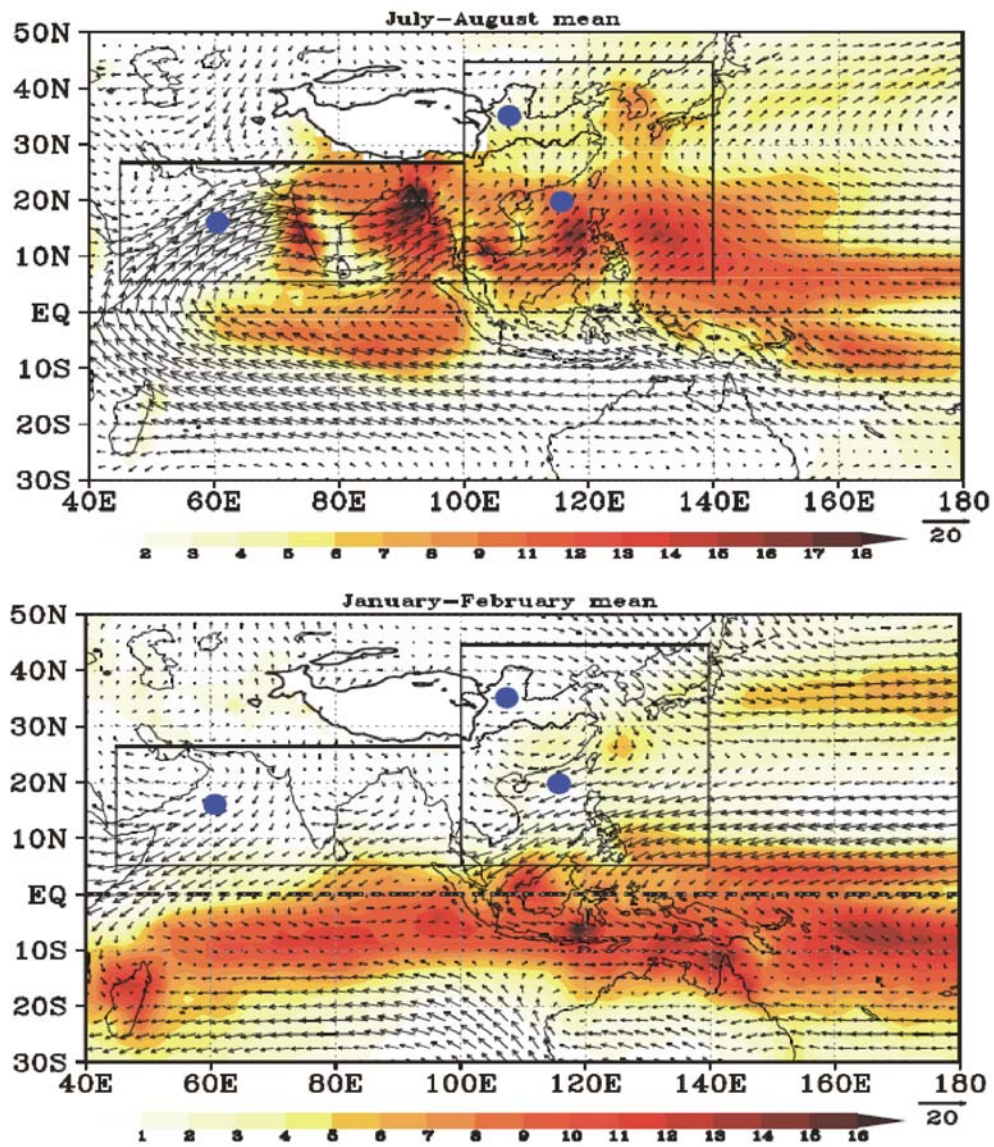 July–August mean
50N
40N
30N
20N
10N
EQ
10S
20S
30S
40E 60E 80E 100E 120E 140E 160E 180
2 3 4 5 6 7 8 9 11 12 13 14 15 16 17 18
20
January–February mean
50N
40N
30N
20N
10N
EQ
10S
20S
30S
40E 60E 80E 100E 120E 140E 160E 180
1 2 3 4 5 6 7 8 9 10 11 12 13 14 15 16
20